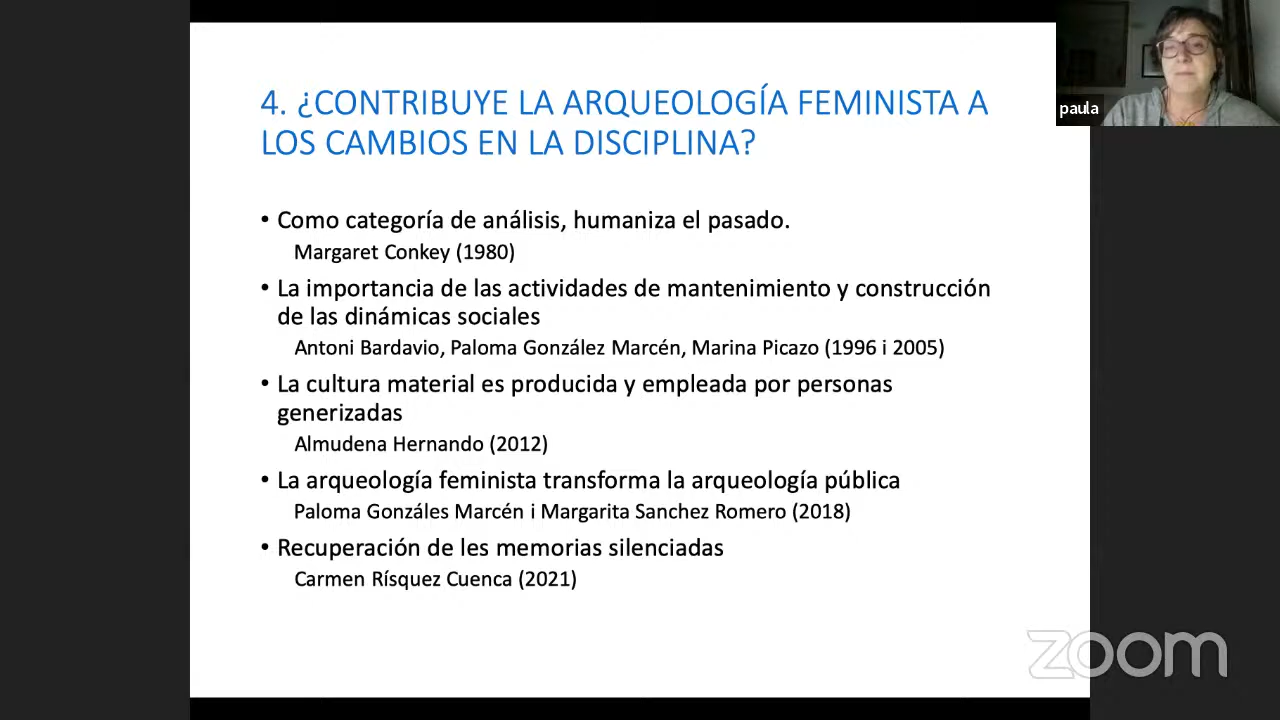 4. ¿CONTRIBUYE LA ARQUEOLOGÍA FEMINISTA A
LOS CAMBIOS EN LA DISCIPLINA?
• Como categoría de análisis, humaniza el pasado.
Margaret Conkey (1980)
• La importancia de las actividades de mantenimiento y construcción
de las dinámicas sociales
Antoni Bardavio, Paloma González Marcén, Marina Picazo (1996 i 2005)
• La cultura material es producida y empleada por personas
generizadas
Almudena Hernando (2012)
• La arqueología feminista transforma la arqueología pública
Paloma Gonzáles Marcén i Margarita Sanchez Romero (2018)
• Recuperación de les memorias silenciadas
Carmen Rísquez Cuenca (2021)
paula
zoom